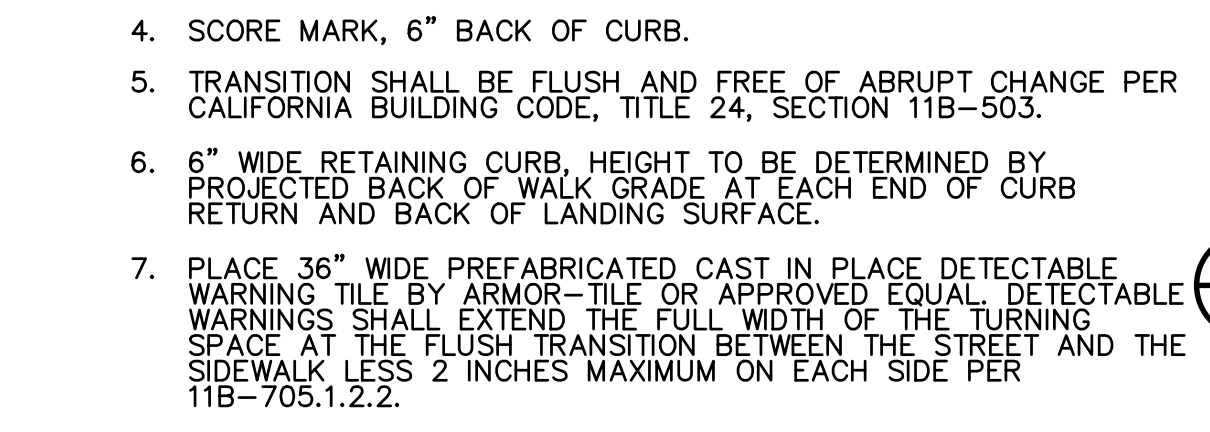 4. SCORE MARK, 6” BACK OF CURB.
5. TRANSITION SHALL BE FLUSH AND FREE OF ABRUPT CHANGE PER
CALIFORNIA BUILDING CODE, TITLE 24, SECTION 11B–503.
6. 6” WIDE RETAINING CURB, HEIGHT TO BE DETERMINED BY
PROJECTED BACK OF WALK GRADE AT EACH END OF CURB
RETURN AND BACK OF LANDING SURFACE.
7. PLACE 36” WIDE PREFABRICATED CAST IN PLACE DETECTABLE
WARNING TILE BY ARMOR–TILE OR APPROVED EQUAL. DETECTABLE
WARNINGS SHALL EXTEND THE FULL WIDTH OF THE TURNING
SPACE AT THE FLUSH TRANSITION BETWEEN THE STREET AND THE
SIDEWALK LESS 2 INCHES MAXIMUM ON EACH SIDE PER
11B–705.1.2.2.